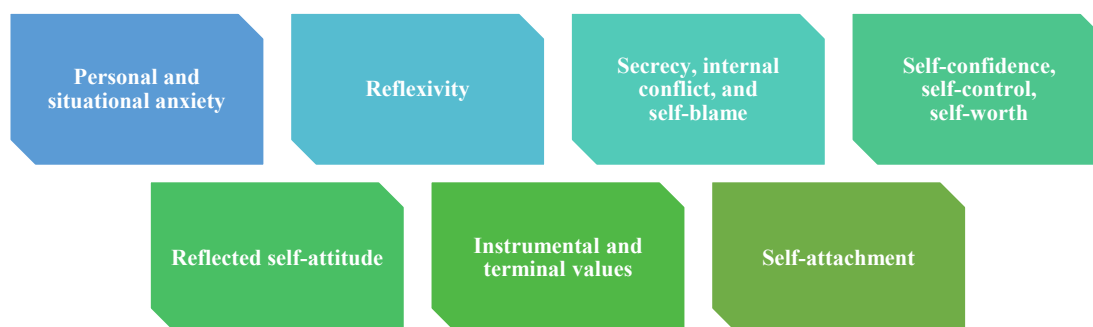 Personal and
situational anxiety
Reflexivity
Secrecy, internal
conflict, and
self-blame
Self-confidence,
self-control,
self-worth
Reflected self-attitude
Instrumental and
terminal values
Self-attachment